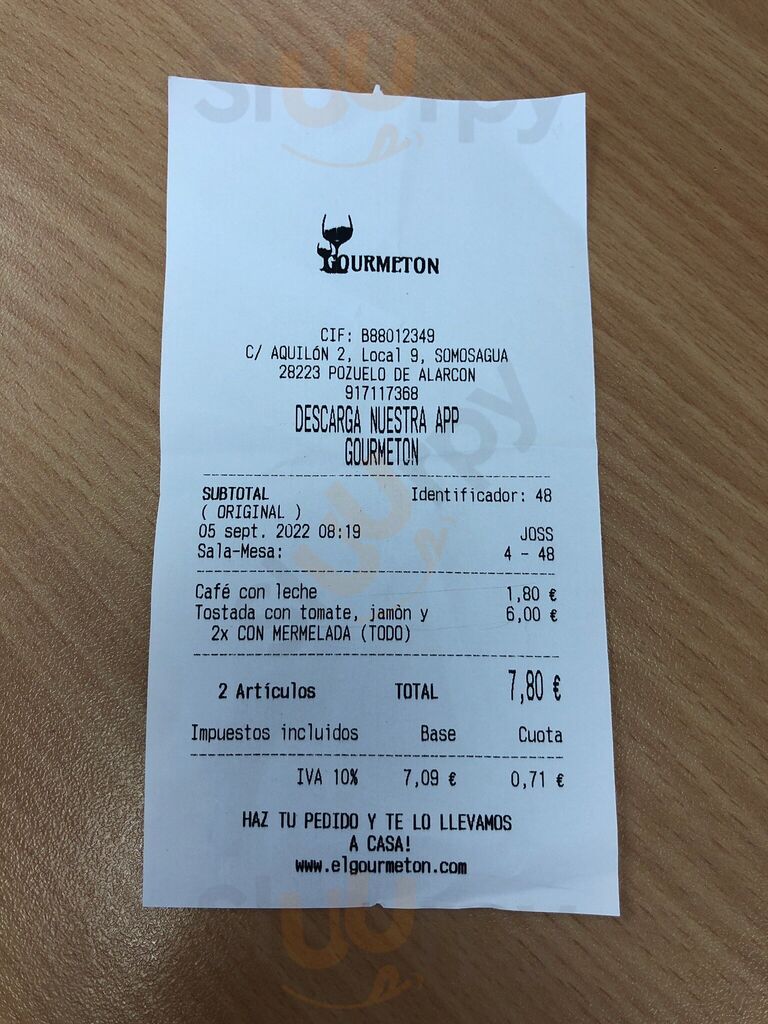 GOURMETON
CIF: B88012349
C/ AQUILÓN 2, Local 9, SOMOSAGUA
28223 POZUELO DE ALARCON
917117368
DESCARGA NUESTRA APP
GOURMETON
SUBTOTAL Identificador: 48
( ORIGINAL )
05 sept. 2022 08:19 JOSS
Sala-Mesa: 4 - 48
Café con leche 1,80 €
Tostada con tomate, jamòn y 6,00 €
2x CON MERMELADA (TODO)
2 Artículos TOTAL 7,80 €
Impuestos incluidos Base Cuota
IVA 10% 7,09 € 0,71 €
HAZ TU PEDIDO Y TE LO LLEVAMOS
A CASA!
www.elgourmeton.com